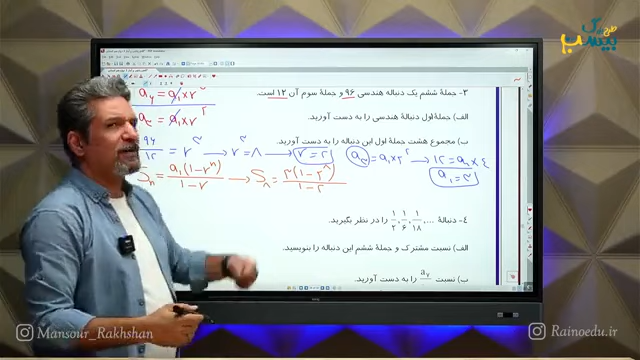 طرح یک
بیست
۳- جملهٔ ششم یک دنباله هندسی ۹۶ و جملهٔ سوم آن ۱۲ است.
الف) جملهٔ اول دنبالهٔ هندسی را به دست آورید.
ب) مجموع هشت جملهٔ اول این دنباله را به دست آورید.
= r³ → r³ = ۸ → r = ۲ a۳ = a₁×r² → ۱۲ = a₁×۴
a₁ = ۳
Sₙ = a₁(1-rⁿ) / 1-r → S₈ = ۳(1-۲⁸) / 1-۲
۴- دنبالهٔ ۱/۲, ۱/۶, ۱/۱۸, ... را در نظر بگیرید.
الف) نسبت مشترک و جملهٔ ششم این دنباله را بنویسید.
ب) نسبت را به دست آورید.
Mansour_Rakhshan
Rainoedu.ir